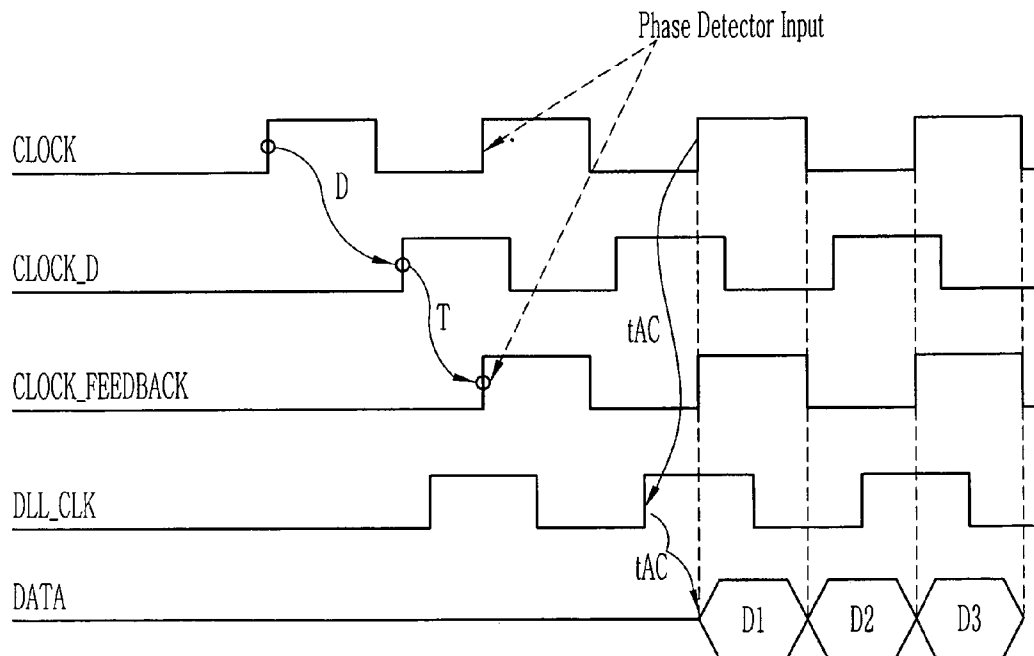 Phase Detector Input
CLOCK
D
CLOCK_D
T
tAC
CLOCK_FEEDBACK
DLL_CLK
tAC
DATA
D1 D2 D3